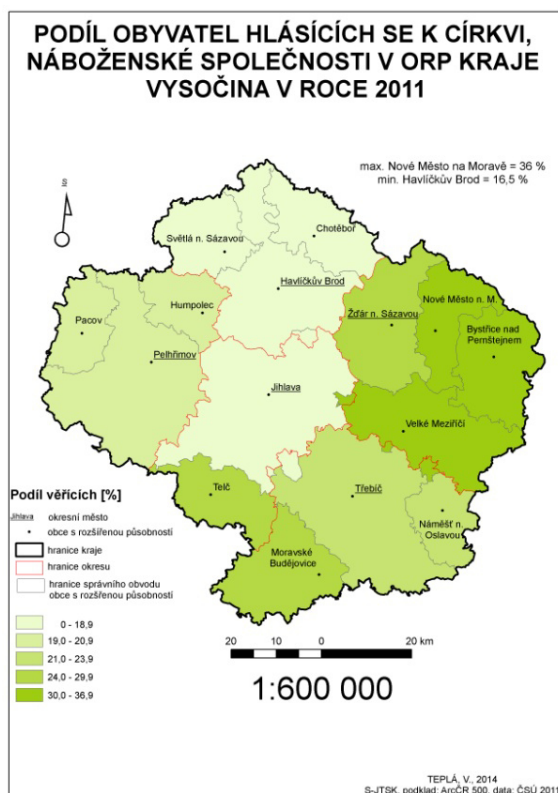 PODÍL OBYVATEL HLÁSÍCÍCH SE K CÍRKVI,
NÁBOŽENSKÉ SPOLEČNOSTI V ORP KRAJE
VYSOČINA V ROCE 2011
max. Nové Město na Moravě = 36 %
min. Havlíčkův Brod = 16,5 %
S
Světlá n. Sázavou
Chotěboř
Havlíčkův Brod
Humpolec
Pacov
Pelhřimov
Žďár n. Sázavou
Nové Město n. M.
Bystřice nad
Pernštejnem
Jihlava
Velké Meziříčí
Telč
Třebíč
Náměšť n.
Oslavou
Moravské
Budějovice
Podíl věřících [%]
Jihlava okresní město
obce s rozšířenou působností
hranice kraje
hranice okresu
hranice správního obvodu
obce s rozšířenou působností
0 - 18,9
19,0 - 20,9
21,0 - 23,9
24,0 - 29,9
30,0 - 36,9
20 10 0 20 km
1:600 000
TEPLÁ, V., 2014
S-JTSK, podklad: ArcČR 500, data: ČSÚ 2011